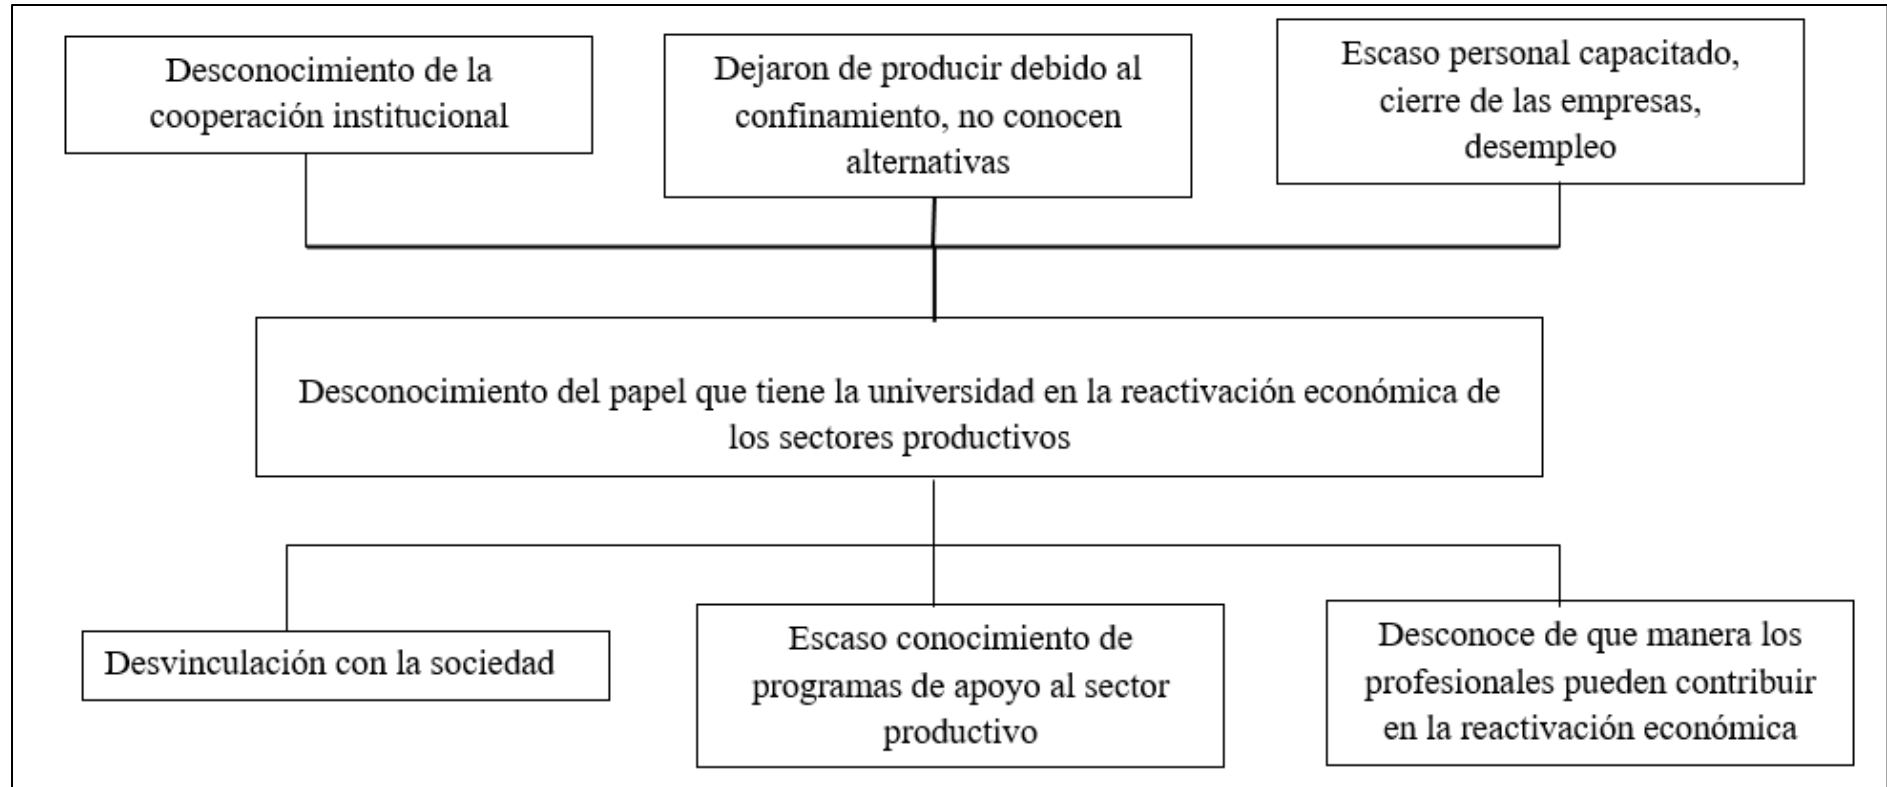 Desconocimiento de la
cooperación institucional
Dejaron de producir debido al
confinamiento, no conocen
alternativas
Escaso personal capacitado,
cierre de las empresas,
desempleo
Desconocimiento del papel que tiene la universidad en la reactivación económica de
los sectores productivos
Desvinculación con la sociedad
Escaso conocimiento de
programas de apoyo al sector
productivo
Desconoce de que manera los
profesionales pueden contribuir
en la reactivación económica